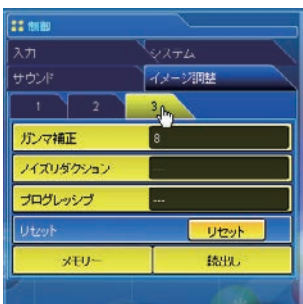 制御
入力 システム
サウンド イメージ調整
1 2 3
ガンマ補正 8
ノイズリダクション ---
プログレッシブ ---
リセット リセット
メモリー 読出し